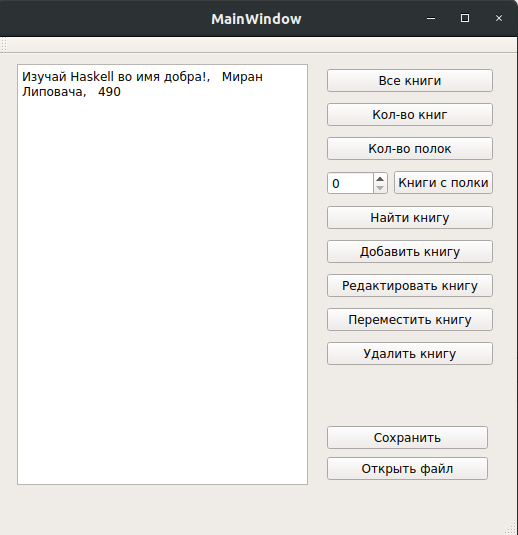 MainWindow
Изучай Haskell во имя добра!, Миран
Липовача, 490
Все книги
Кол-во книг
Кол-во полок
0
Книги с полки
Найти книгу
Добавить книгу
Редактировать книгу
Переместить книгу
Удалить книгу
Сохранить
Открыть файл